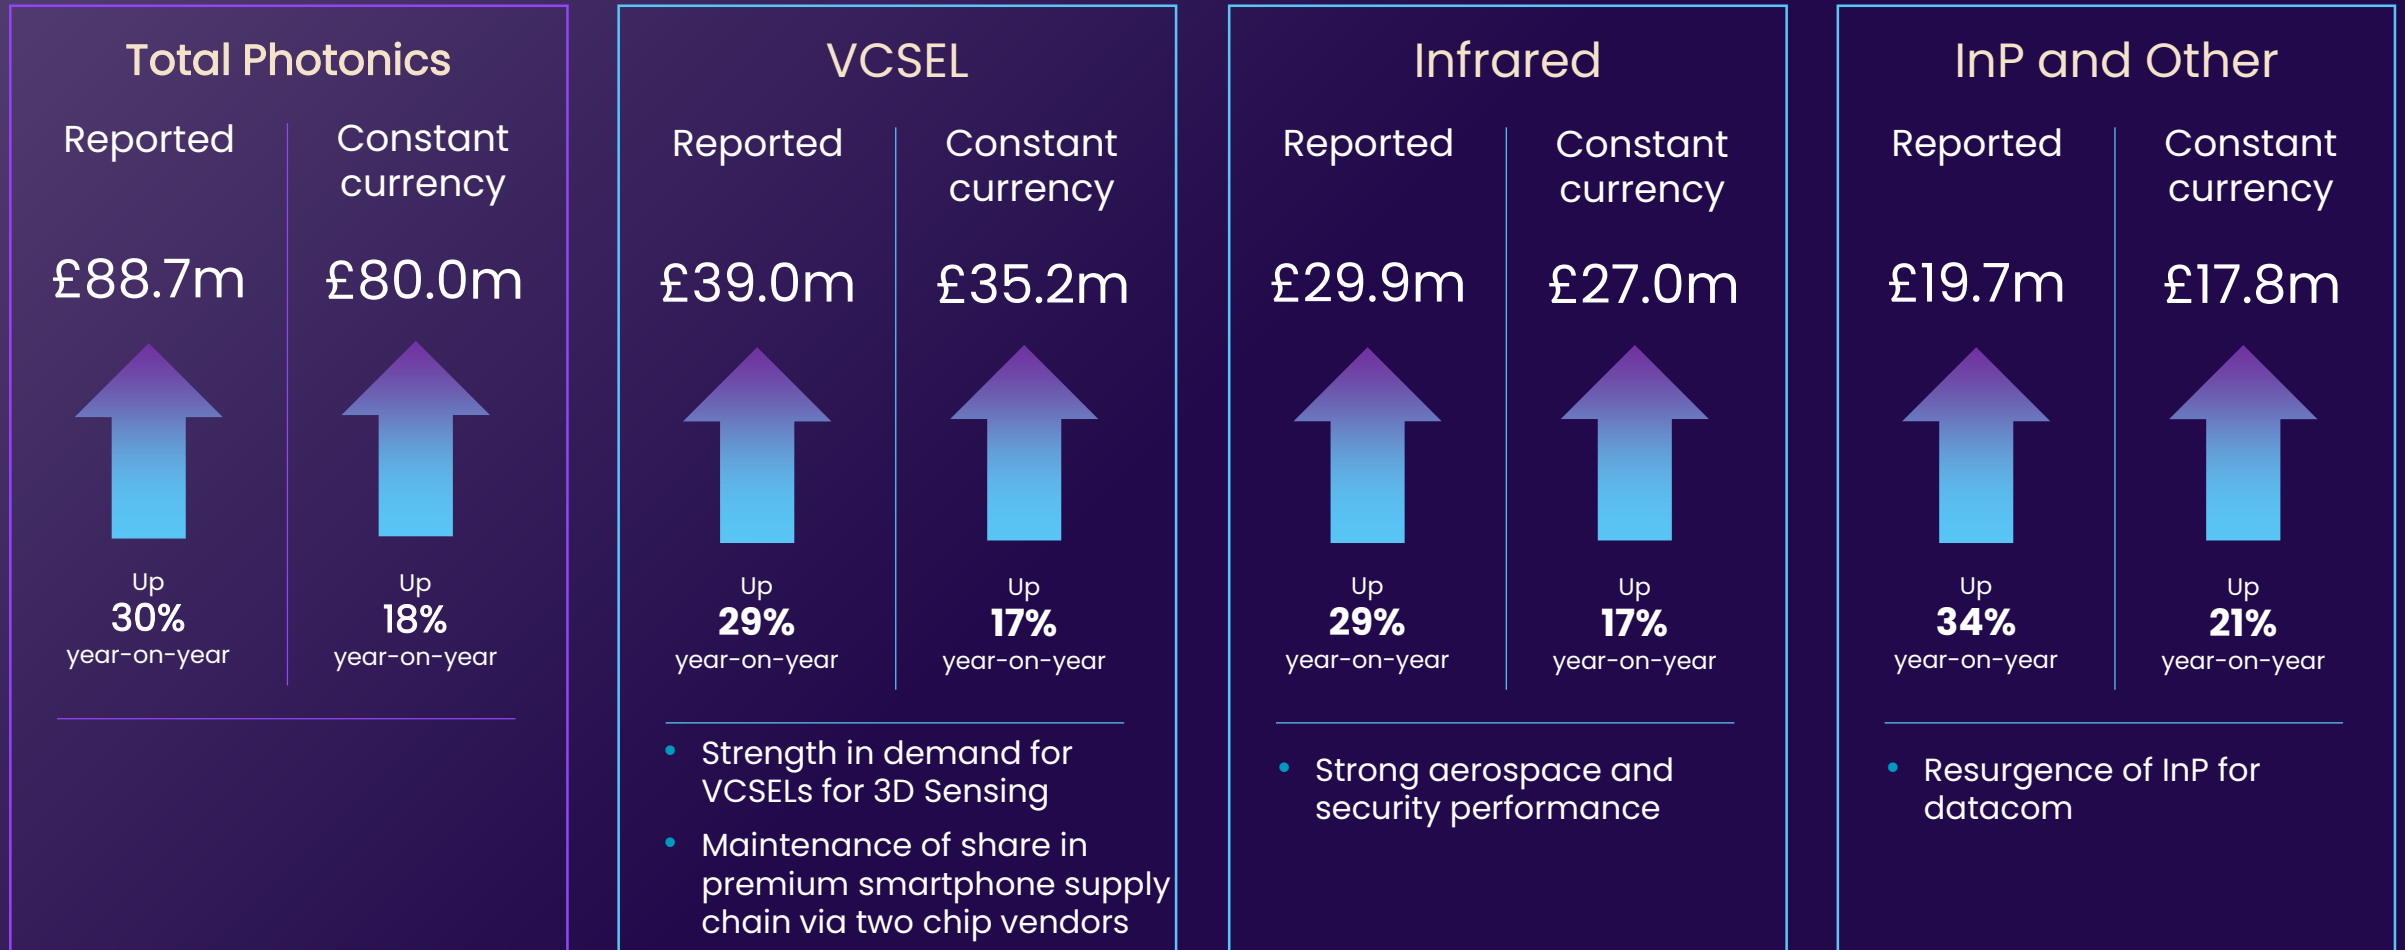 Total Photonics
Reported
Constant
currency
£88.7m
£80.0m
Up
30%
year-on-year
Up
18%
year-on-year
VCSEL
Reported
Constant
currency
£39.0m
£35.2m
Up
29%
year-on-year
Up
17%
year-on-year
• Strength in demand for
VCSELs for 3D Sensing
• Maintenance of share in
premium smartphone supply
chain via two chip vendors
Infrared
Reported
Constant
currency
£29.9m
£27.0m
Up
29%
year-on-year
Up
17%
year-on-year
• Strong aerospace and
security performance
InP and Other
Reported
Constant
currency
£19.7m
£17.8m
Up
34%
year-on-year
Up
21%
year-on-year
• Resurgence of InP for
datacom